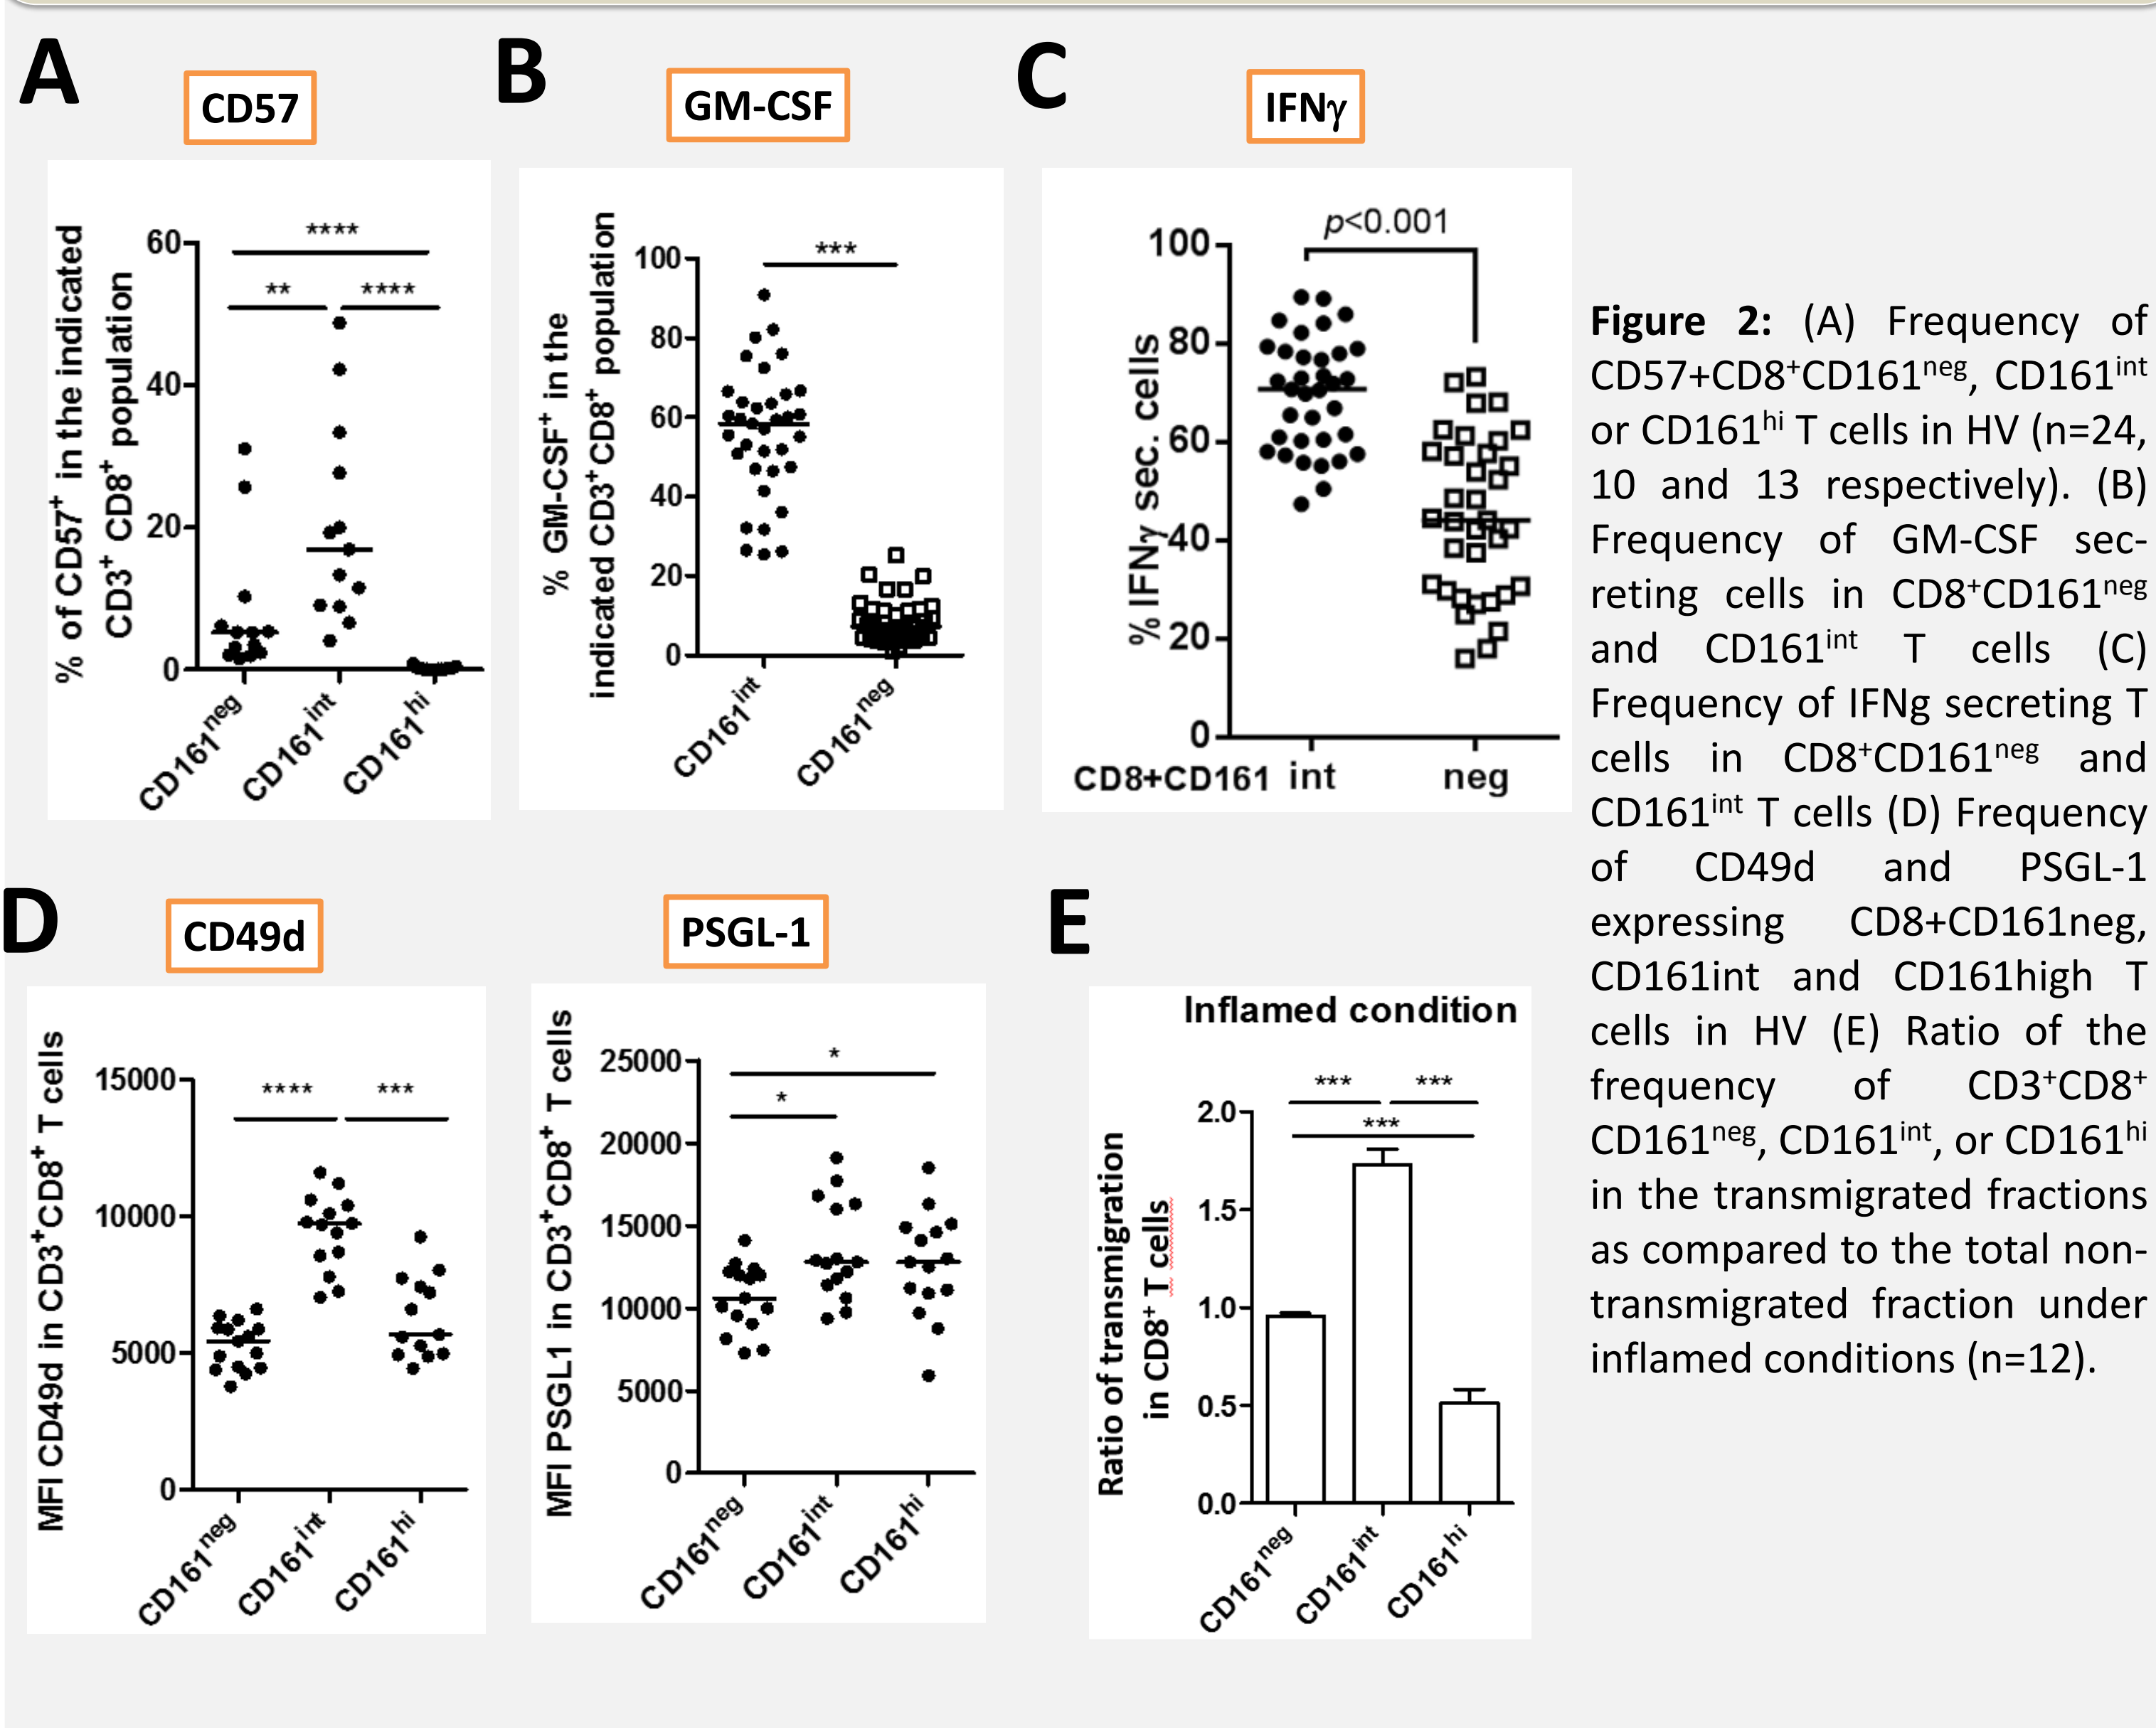 A
CD57
% of CD57+ in the indicated
CD3+ CD8+ population
60
40
20
0
****
**
****
CD161neg
CD161int
CD161hi
B
GM-CSF
% GM-CSF+ in the
indicated CD3+CD8+ population
100
80
60
40
20
0
***
CD161int
CD161neg
C
IFNγ
% IFNγ sec. cells
p<0.001
100
80
60
40
20
0
CD8+CD161 int neg
D
CD49d
MFI CD49d in CD3+CD8+ T cells
15000
10000
5000
0
****
***
CD161neg
CD161int
CD161hi
PSGL-1
MFI PSGL1 in CD3+CD8+ T cells
25000
20000
15000
10000
5000
0
*
*
CD161neg
CD161int
CD161hi
E
Inflamed condition
Ratio of transmigration
in CD8+ T cells
2.0
1.5
1.0
0.5
0.0
***
***
***
CD161neg
CD161int
CD161hi
Figure 2: (A) Frequency of
CD57+CD8+CD161neg, CD161int
or CD161hi T cells in HV (n=24,
10 and 13 respectively). (B)
Frequency of GM-CSF sec-
reting cells in CD8+CD161neg
and CD161int T cells (C)
Frequency of IFNg secreting T
cells in CD8+CD161neg and
CD161int T cells (D) Frequency
of CD49d and PSGL-1
expressing CD8+CD161neg,
CD161int and CD161high T
cells in HV (E) Ratio of the
frequency of CD3+CD8+
CD161neg, CD161int, or CD161hi
in the transmigrated fractions
as compared to the total non-
transmigrated fraction under
inflamed conditions (n=12).